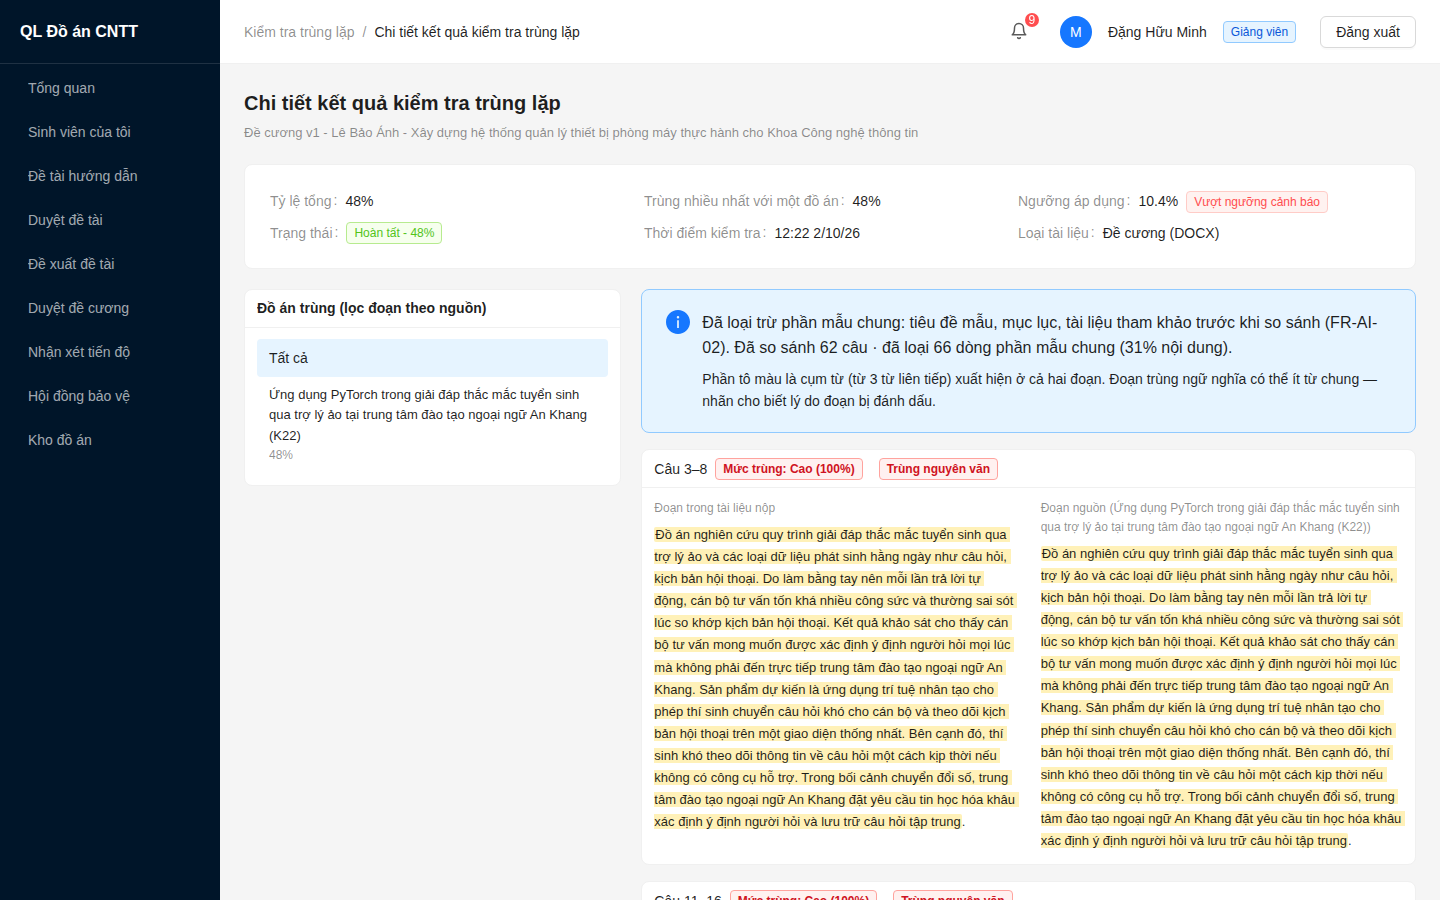 QL Đồ án CNTT
Tổng quan
Sinh viên của tôi
Đề tài hướng dẫn
Duyệt đề tài
Đề xuất đề tài
Duyệt đề cương
Nhận xét tiến độ
Hội đồng bảo vệ
Kho đồ án
Kiểm tra trùng lặp / Chi tiết kết quả kiểm tra trùng lặp
9
M
Đặng Hữu Minh
Giảng viên
Đăng xuất
Chi tiết kết quả kiểm tra trùng lặp
Đề cương v1 - Lê Bảo Ánh - Xây dựng hệ thống quản lý thiết bị phòng máy thực hành cho Khoa Công nghệ thông tin
Tỷ lệ tổng: 48%
Trùng nhiều nhất với một đồ án: 48%
Ngưỡng áp dụng: 10.4% Vượt ngưỡng cảnh báo
Trạng thái: Hoàn tất - 48%
Thời điểm kiểm tra: 12:22 2/10/26
Loại tài liệu: Đề cương (DOCX)
Đồ án trùng (lọc đoạn theo nguồn)
Tất cả
Ứng dụng PyTorch trong giải đáp thắc mắc tuyển sinh
qua trợ lý ảo tại trung tâm đào tạo ngoại ngữ An Khang
(K22)
48%
Đã loại trừ phần mẫu chung: tiêu đề mẫu, mục lục, tài liệu tham khảo trước khi so sánh (FR-AI-
02). Đã so sánh 62 câu · đã loại 66 dòng phần mẫu chung (31% nội dung).
Phần tô màu là cụm từ (từ 3 từ liên tiếp) xuất hiện ở cả hai đoạn. Đoạn trùng ngữ nghĩa có thể ít từ chung —
nhãn cho biết lý do đoạn bị đánh dấu.
Câu 3–8 Mức trùng: Cao (100%) Trùng nguyên văn
Đoạn trong tài liệu nộp
Đồ án nghiên cứu quy trình giải đáp thắc mắc tuyển sinh qua
trợ lý ảo và các loại dữ liệu phát sinh hằng ngày như câu hỏi,
kịch bản hội thoại. Do làm bằng tay nên mỗi lần trả lời tự
động, cán bộ tư vấn tốn khá nhiều công sức và thường sai sót
lúc so khớp kịch bản hội thoại. Kết quả khảo sát cho thấy cán
bộ tư vấn mong muốn được xác định ý định người hỏi mọi lúc
mà không phải đến trực tiếp trung tâm đào tạo ngoại ngữ An
Khang. Sản phẩm dự kiến là ứng dụng trí tuệ nhân tạo cho
phép thí sinh chuyển câu hỏi khó cho cán bộ và theo dõi kịch
bản hội thoại trên một giao diện thống nhất. Bên cạnh đó, thí
sinh khó theo dõi thông tin về câu hỏi một cách kịp thời nếu
không có công cụ hỗ trợ. Trong bối cảnh chuyển đổi số, trung
tâm đào tạo ngoại ngữ An Khang đặt yêu cầu tin học hóa khâu
xác định ý định người hỏi và lưu trữ câu hỏi tập trung.
Đoạn nguồn (Ứng dụng PyTorch trong giải đáp thắc mắc tuyển sinh
qua trợ lý ảo tại trung tâm đào tạo ngoại ngữ An Khang (K22))
Đồ án nghiên cứu quy trình giải đáp thắc mắc tuyển sinh qua
trợ lý ảo và các loại dữ liệu phát sinh hằng ngày như câu hỏi,
kịch bản hội thoại. Do làm bằng tay nên mỗi lần trả lời tự
động, cán bộ tư vấn tốn khá nhiều công sức và thường sai sót
lúc so khớp kịch bản hội thoại. Kết quả khảo sát cho thấy cán
bộ tư vấn mong muốn được xác định ý định người hỏi mọi lúc
mà không phải đến trực tiếp trung tâm đào tạo ngoại ngữ An
Khang. Sản phẩm dự kiến là ứng dụng trí tuệ nhân tạo cho
phép thí sinh chuyển câu hỏi khó cho cán bộ và theo dõi kịch
bản hội thoại trên một giao diện thống nhất. Bên cạnh đó, thí
sinh khó theo dõi thông tin về câu hỏi một cách kịp thời nếu
không có công cụ hỗ trợ. Trong bối cảnh chuyển đổi số, trung
tâm đào tạo ngoại ngữ An Khang đặt yêu cầu tin học hóa khâu
xác định ý định người hỏi và lưu trữ câu hỏi tập trung.
Câu 11–16 Mức trùng: Cao (100%) Trùng nguyên văn